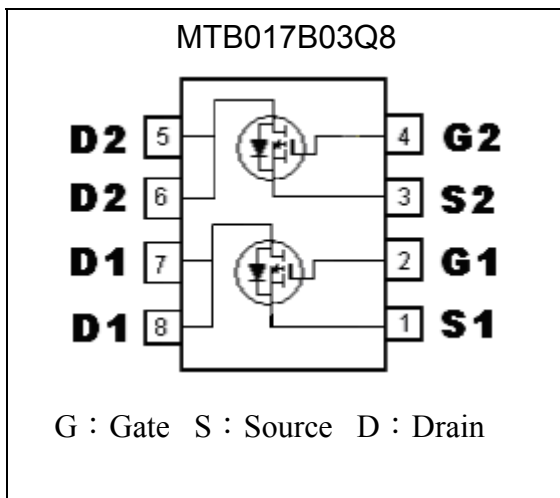 MTB017B03Q8
D2 5 4 G2
D2 6 3 S2
D1 7 2 G1
D1 8 1 S1
G：Gate S：Source D：Drain